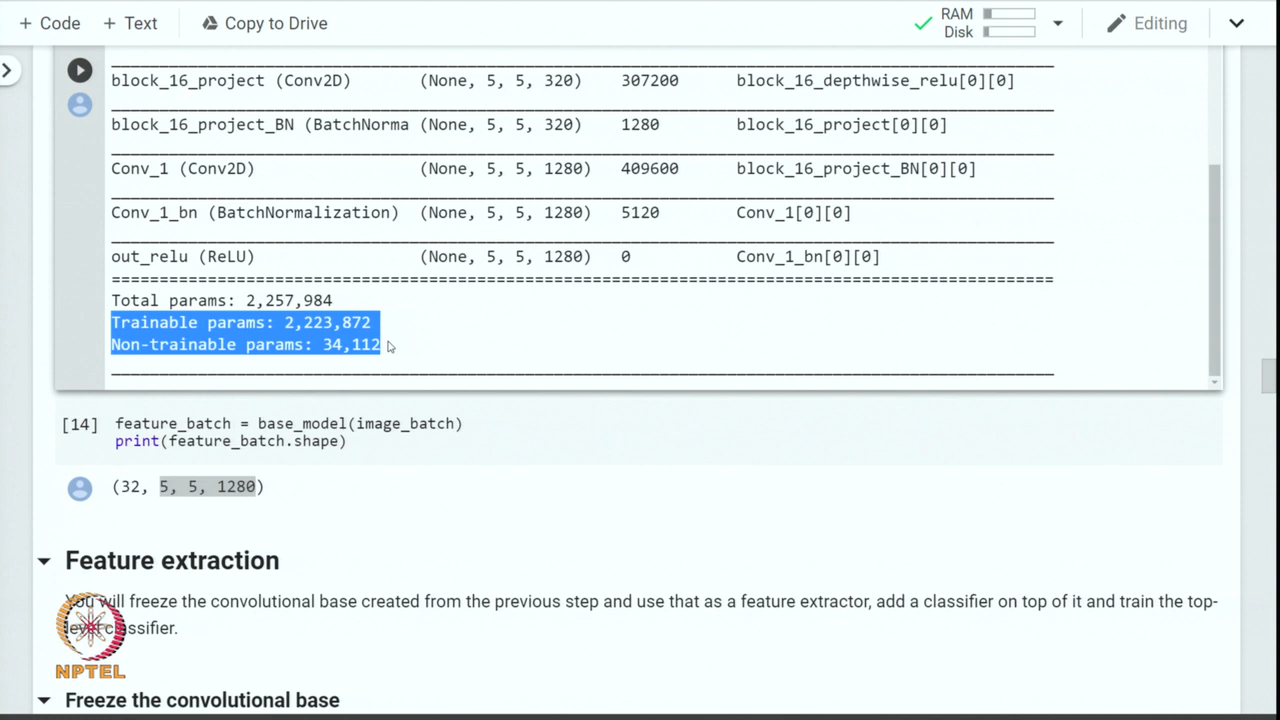 + Code + Text Copy to Drive RAM Disk Editing
block_16_project (Conv2D) (None, 5, 5, 320) 307200 block_16_depthwise_relu[0][0]
block_16_project_BN (BatchNorma (None, 5, 5, 320) 1280 block_16_project[0][0]
Conv_1 (Conv2D) (None, 5, 5, 1280) 409600 block_16_project_BN[0][0]
Conv_1_bn (BatchNormalization) (None, 5, 5, 1280) 5120 Conv_1[0][0]
out_relu (ReLU) (None, 5, 5, 1280) 0 Conv_1_bn[0][0]
Total params: 2,257,984
Trainable params: 2,223,872
Non-trainable params: 34,112
[14] feature_batch = base_model(image_batch)
print(feature_batch.shape)
(32, 5, 5, 1280)
Feature extraction
You will freeze the convolutional base created from the previous step and use that as a feature extractor, add a classifier on top of it and train the top-
level classifier.
NPTEL
Freeze the convolutional base